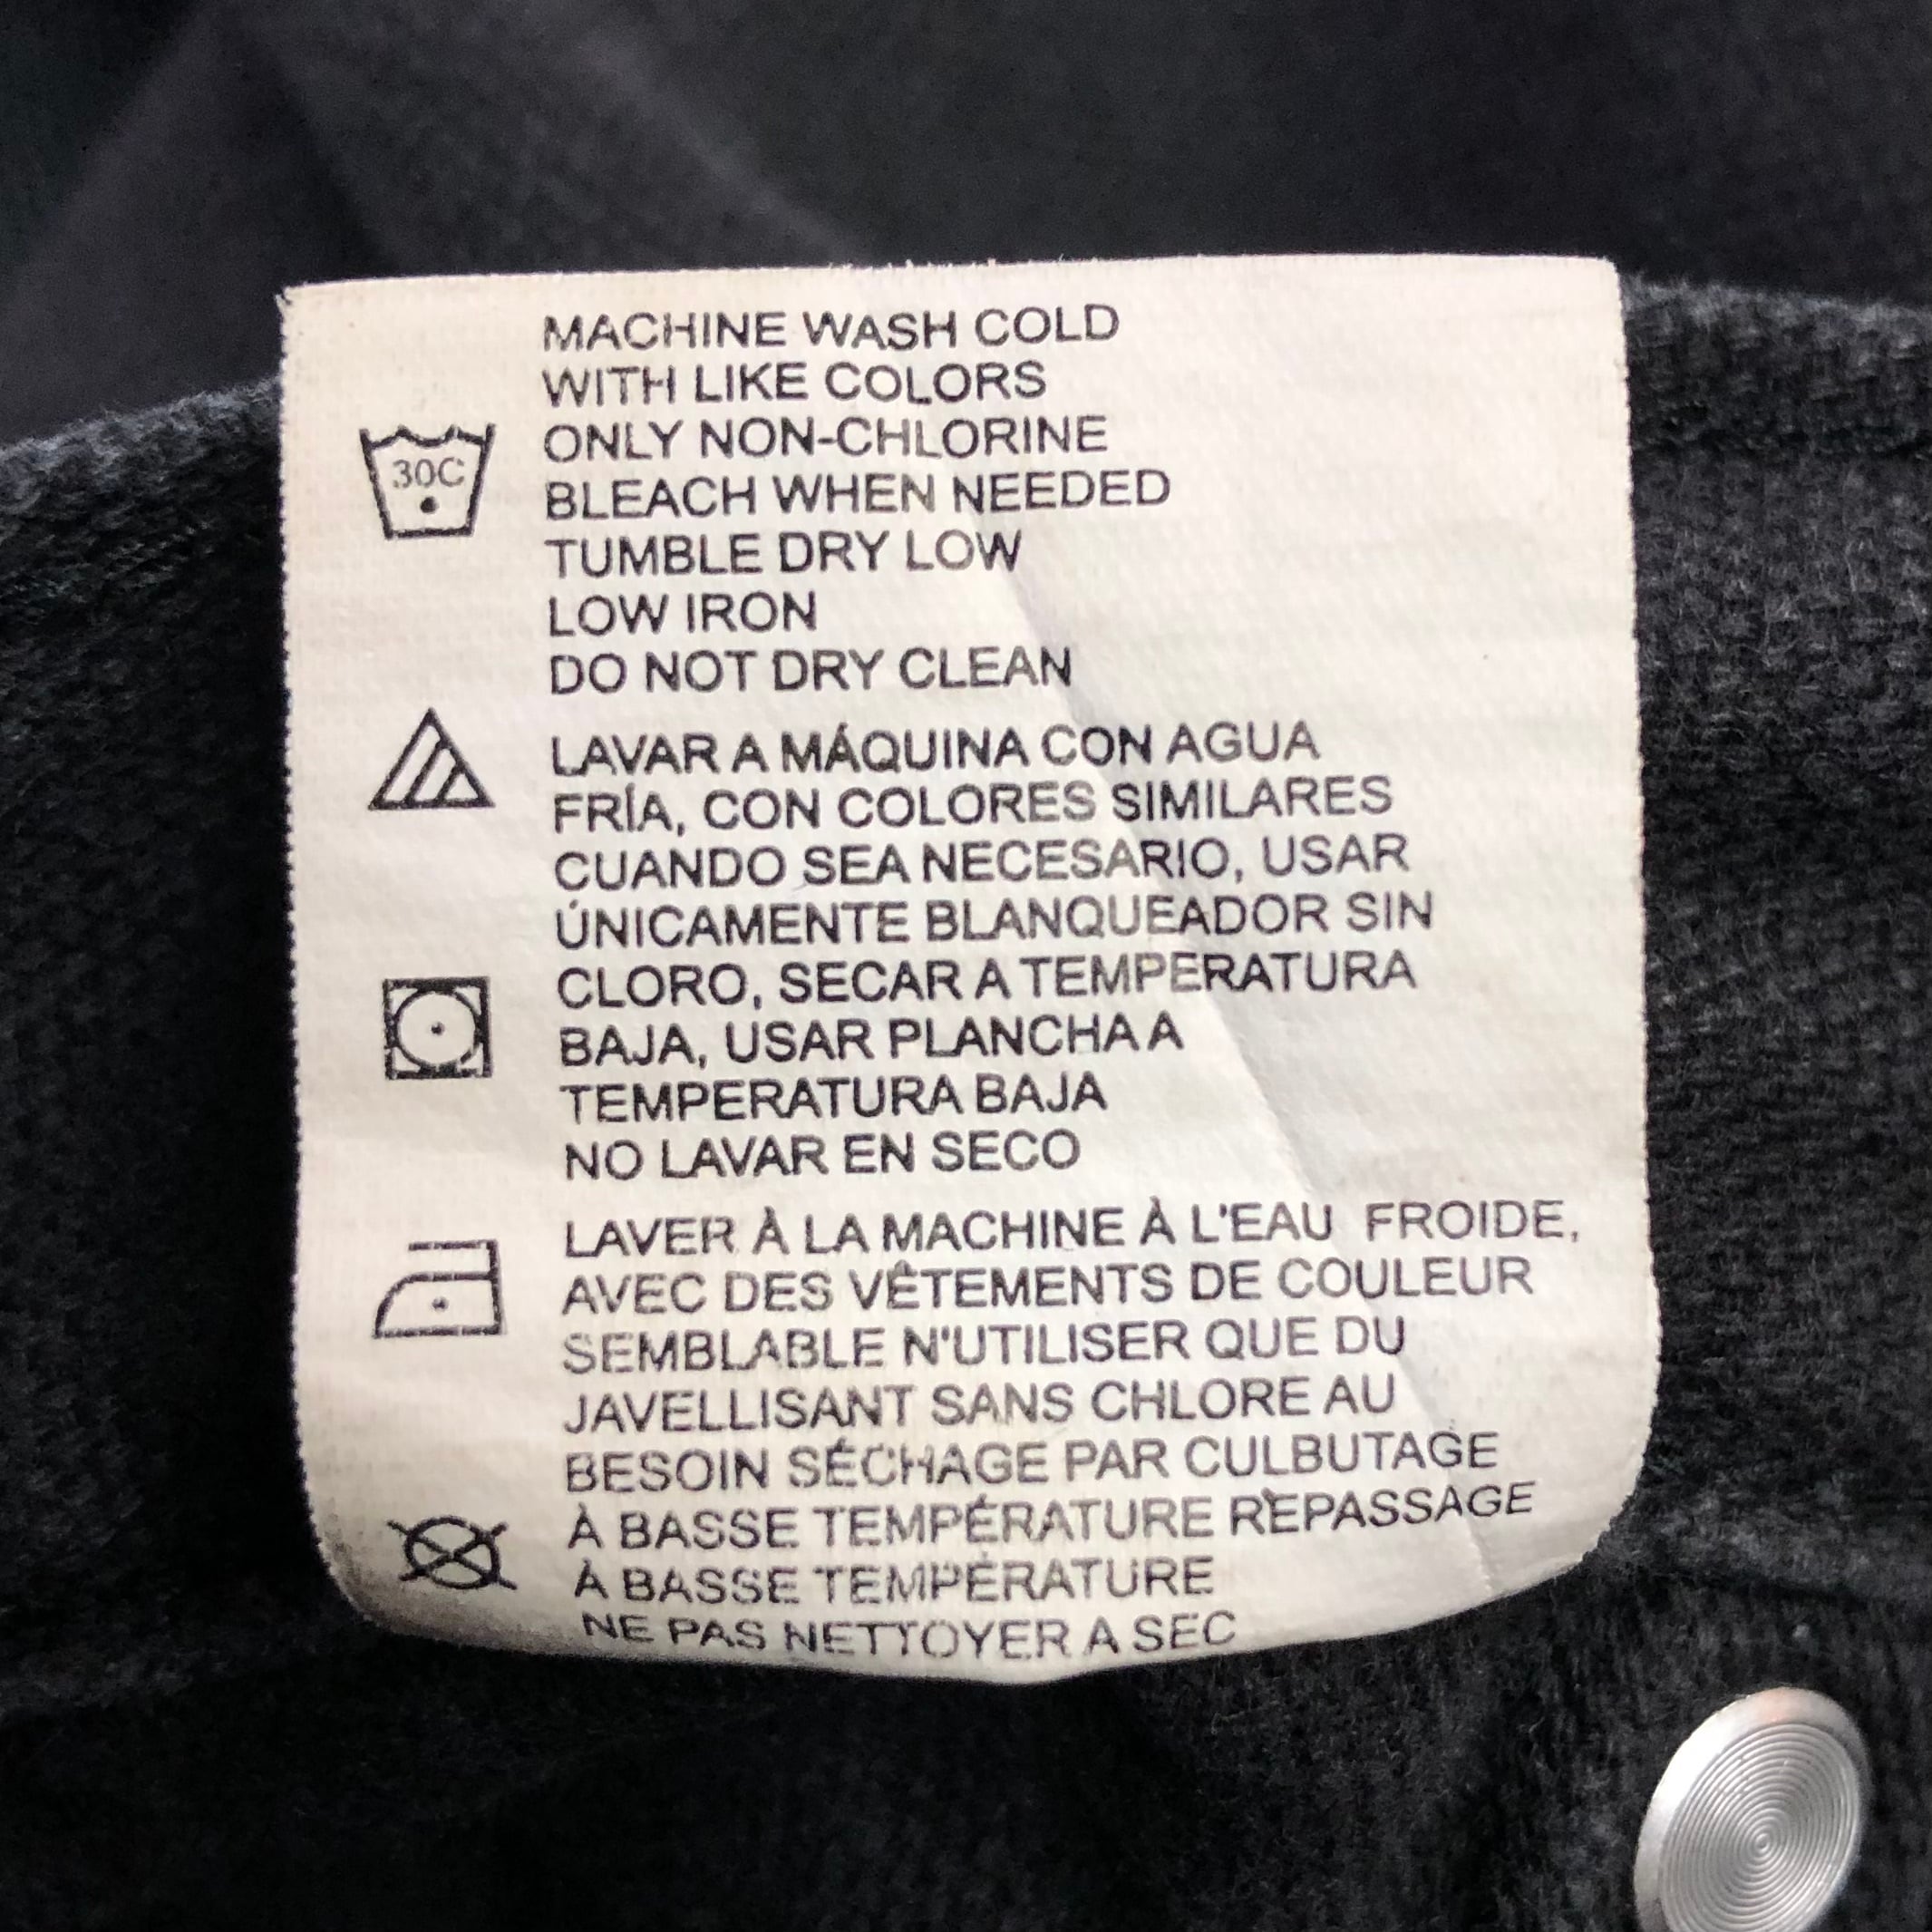 MACHINE WASH COLD
WITH LIKE COLORS
ONLY NON-CHLORINE
BLEACH WHEN NEEDED
TUMBLE DRY LOW
LOW IRON
DO NOT DRY CLEAN
30C
LAVAR A MÁQUINA CON AGUA
FRÍA, CON COLORES SIMILARES
CUANDO SEA NECESARIO, USAR
ÚNICAMENTE BLANQUEADOR SIN
CLORO, SECAR A TEMPERATURA
BAJA, USAR PLANCHA A
TEMPERATURA BAJA
NO LAVAR EN SECO
LAVER À LA MACHINE À L'EAU FROIDE,
AVEC DES VÊTEMENTS DE COULEUR
SEMBLABLE N'UTILISER QUE DU
JAVELLISANT SANS CHLORE AU
BESOIN SÉCHAGE PAR CULBUTAGE
À BASSE TEMPÉRATURE REPASSAGE
À BASSE TEMPÉRATURE
NE PAS NETTOYER A SEC